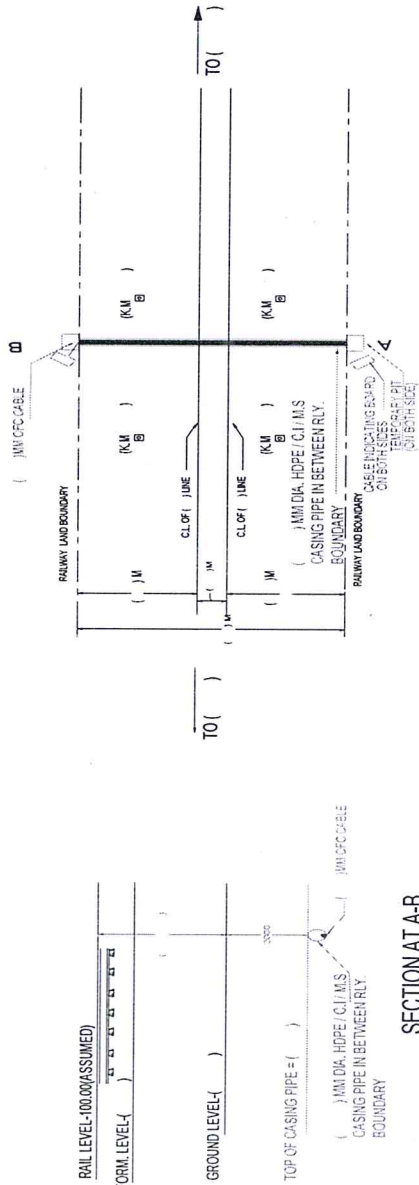 B
(      )MM OFC CABLE
RAILWAY LAND BOUNDARY
(K.M      )
(K.M      )
(      ) M
C.L. OF (      ) LINE
TO (      )
TO (      )
(      )M
(      ) M
C.L. OF (      ) LINE
(K.M      )
(K.M      )
(      )M
(      ) MM DIA. HDPE / C.I / M.S
CASING PIPE IN BETWEEN RLY.
BOUNDARY
RAILWAY LAND BOUNDARY
A
CABLE INDICATING BOARD
ON BOTH SIDES
TEMPORARY PIT
(ON BOTH SIDE)
RAIL LEVEL-100.00(ASSUMED)
FORM. LEVEL-(      )
(      )
GROUND LEVEL-(      )
2000
TOP OF CASING PIPE = (      )
(      )MM OFC CABLE
(      ) MM DIA. HDPE / C.I / M.S
CASING PIPE IN BETWEEN RLY.
BOUNDARY
SECTION AT A-B